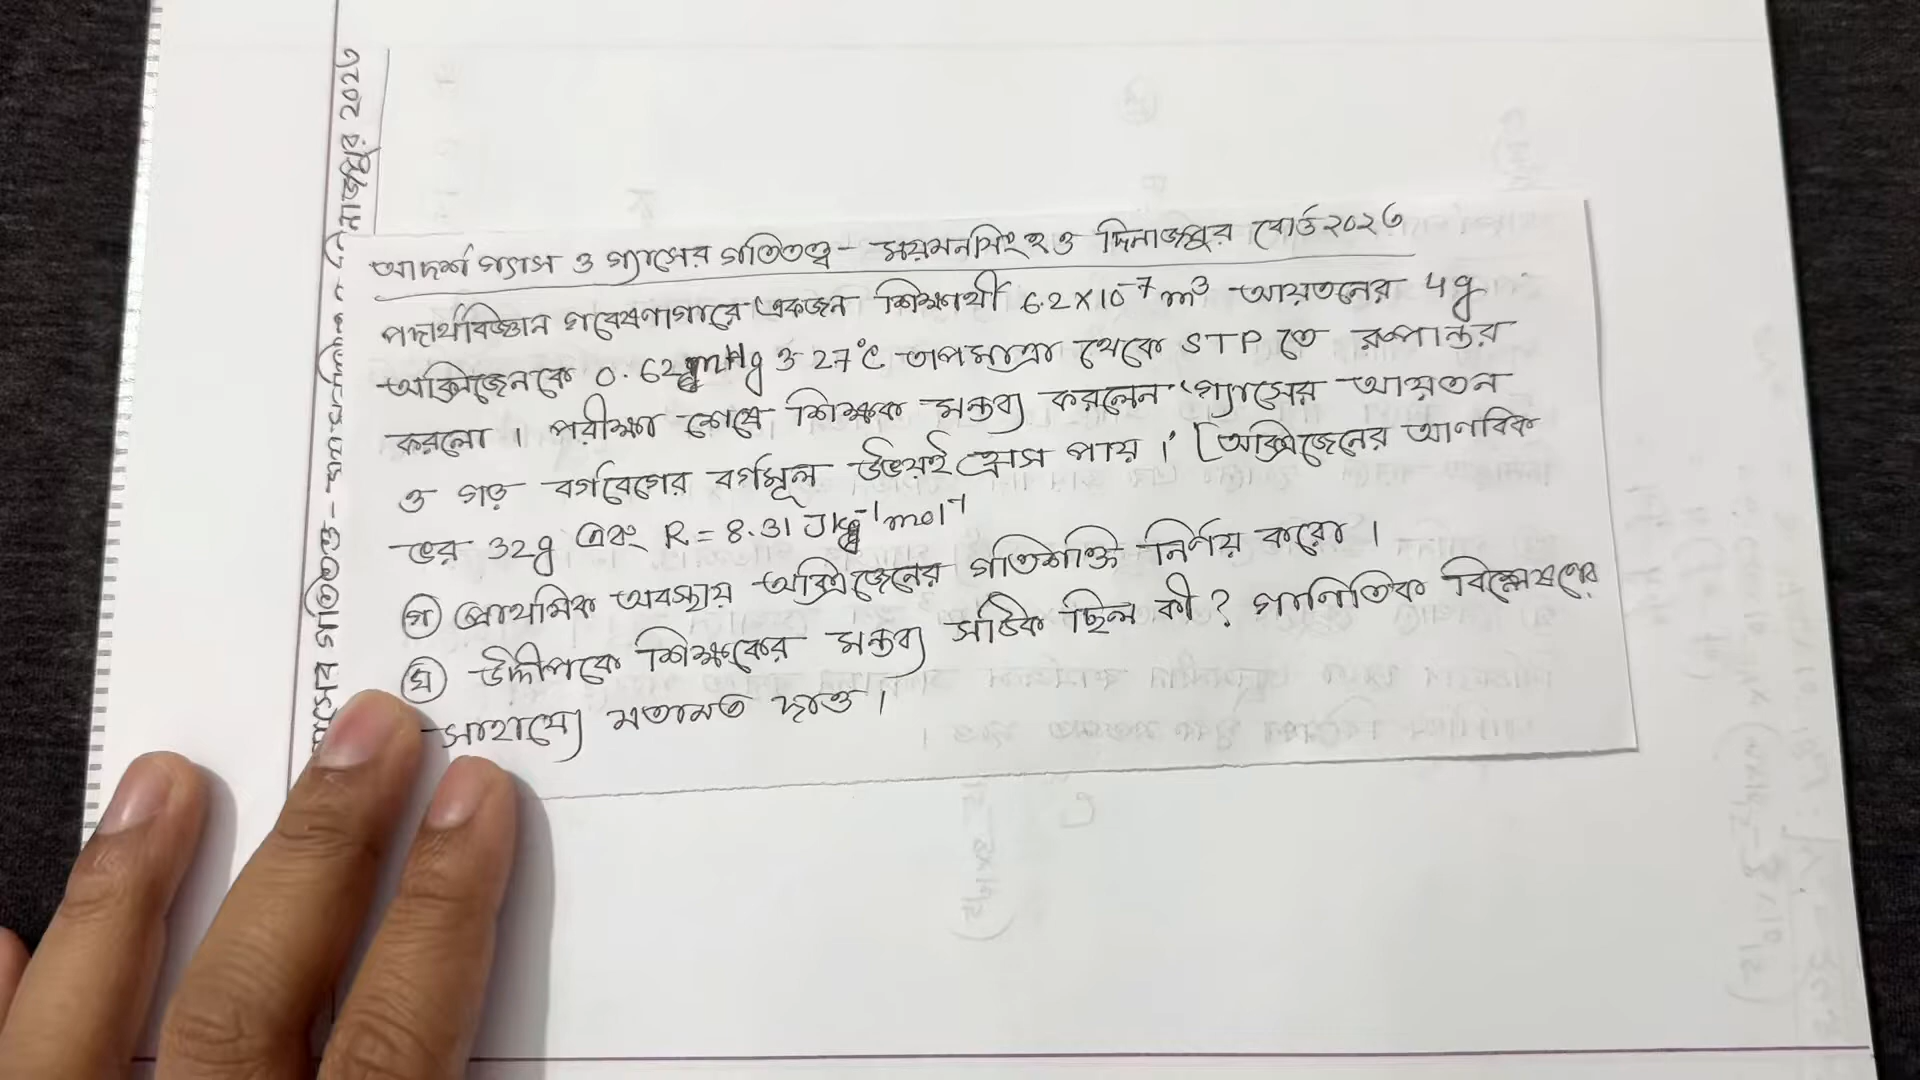 আদর্শ গ্যাস ও গ্যাসের গতিতত্ত্ব - ময়মনসিংহ ও দিনাজপুর বোর্ড ২০২৩
পদার্থবিজ্ঞান গবেষণাগারে একজন শিক্ষার্থী 6.2×10⁻⁷ m³ আয়তনের 4g
অক্সিজেনকে 0.62 mHg ও 27°C তাপমাত্রা থেকে STP তে রূপান্তর
করলো। পরীক্ষা শেষে শিক্ষক মন্তব্য করলেন 'গ্যাসের আয়তন
ও গড় বর্গবেগের বর্গমূল উভয়ই হ্রাস পায়।' [অক্সিজেনের আণবিক
ভর 32g এবং R = 8.31 JKg⁻¹mol⁻¹
(গ) প্রাথমিক অবস্থায় অক্সিজেনের গতিশক্তি নির্ণয় করো।
(ঘ) উদ্দীপকে শিক্ষকের মন্তব্য সঠিক ছিল কী? গাণিতিক বিশ্লেষণের
সাহায্যে মতামত দাও।